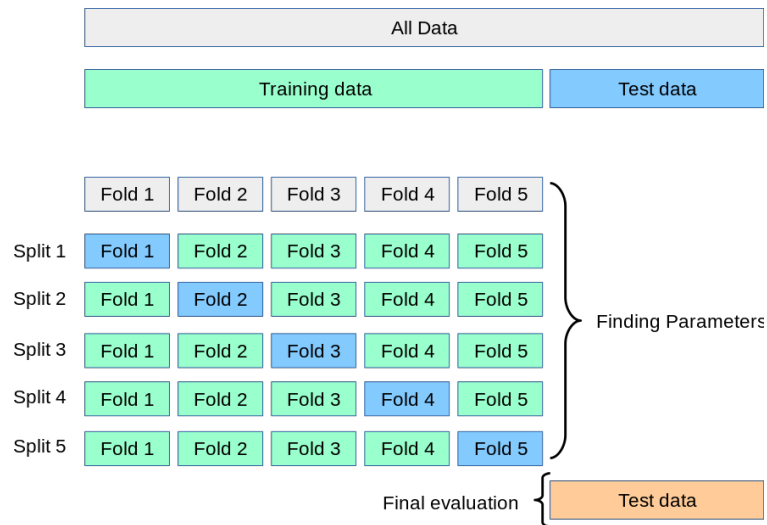 All Data
Training data Test data
Fold 1 Fold 2 Fold 3 Fold 4 Fold 5
Split 1 Fold 1 Fold 2 Fold 3 Fold 4 Fold 5
Split 2 Fold 1 Fold 2 Fold 3 Fold 4 Fold 5
Finding Parameters
Split 3 Fold 1 Fold 2 Fold 3 Fold 4 Fold 5
Split 4 Fold 1 Fold 2 Fold 3 Fold 4 Fold 5
Split 5 Fold 1 Fold 2 Fold 3 Fold 4 Fold 5
Final evaluation Test data